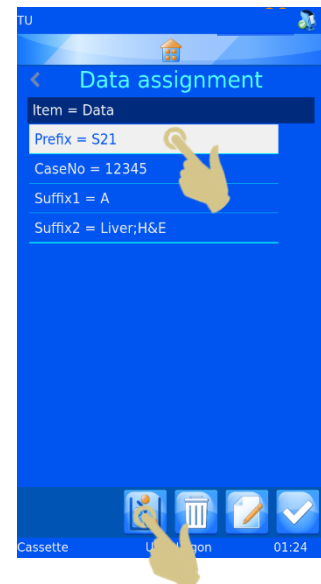 TU
Data assignment
Item = Data
Prefix = S21
CaseNo = 12345
Suffix1 = A
Suffix2 = Liver;H&E
Cassette
01:24